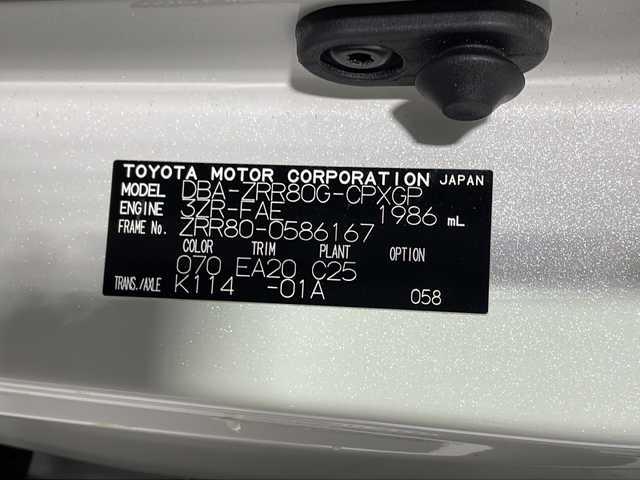 TOYOTA MOTOR CORPORATION JAPAN
MODEL DBA-ZRR80G-CPXGP
ENGINE 3ZR-FAE 1986 mL
FRAME No. ZRR80-0586167
COLOR TRIM PLANT OPTION
070 EA20 C25
TRANS./AXLE K114 -01A 058